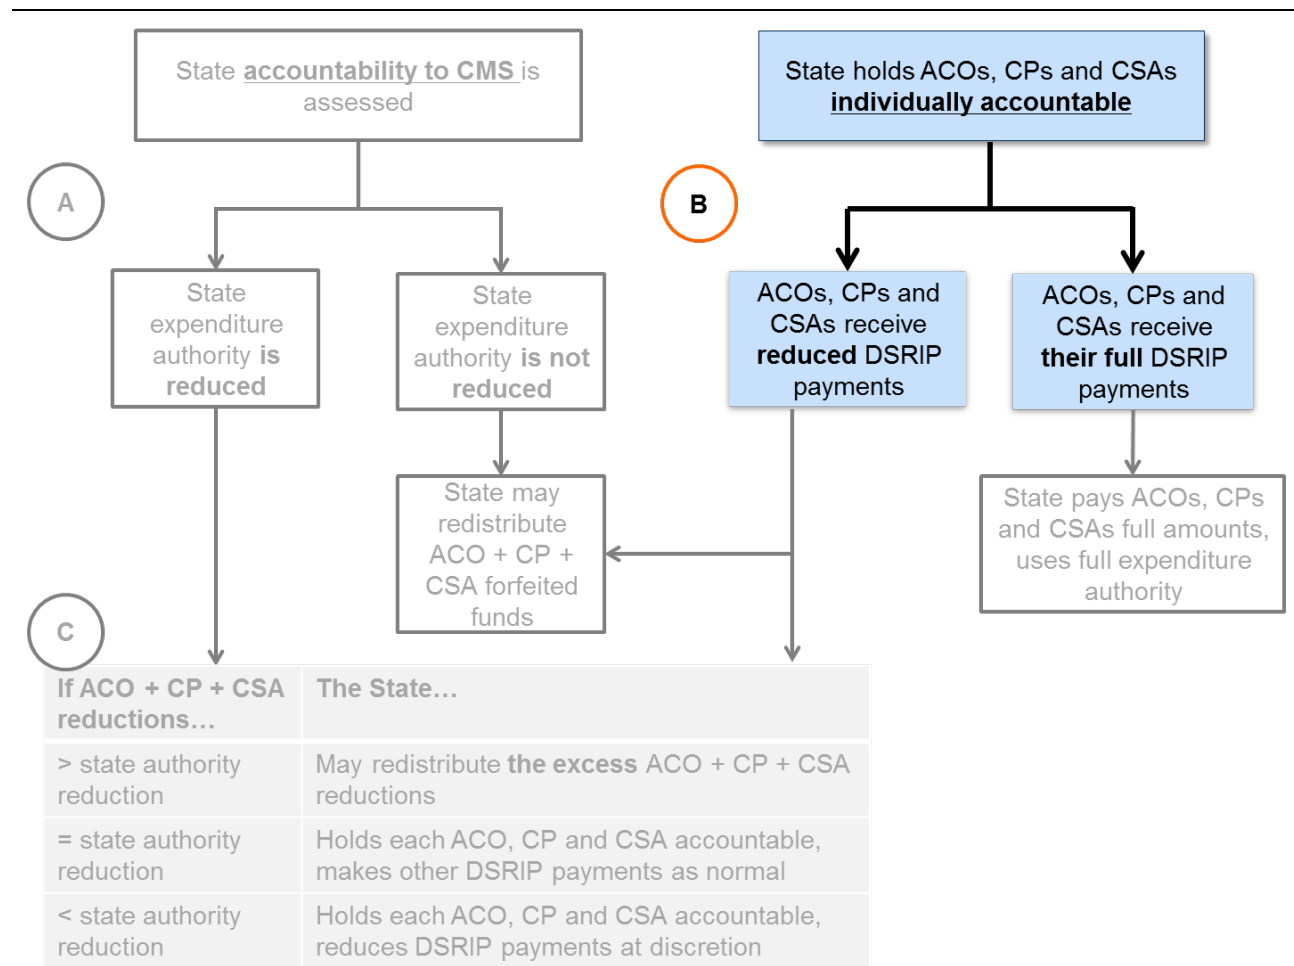 State accountability to CMS is
assessed
State holds ACOs, CPs and CSAs
individually accountable
A
B
State
expenditure
authority is
reduced
State
expenditure
authority is not
reduced
ACOs, CPs and
CSAs receive
reduced DSRIP
payments
ACOs, CPs and
CSAs receive
their full DSRIP
payments
State may
redistribute
ACO + CP +
CSA forfeited
funds
State pays ACOs, CPs
and CSAs full amounts,
uses full expenditure
authority
C
If ACO + CP + CSA
reductions…
The State…
> state authority
reduction
May redistribute the excess ACO + CP + CSA
reductions
= state authority
reduction
Holds each ACO, CP and CSA accountable,
makes other DSRIP payments as normal
< state authority
reduction
Holds each ACO, CP and CSA accountable,
reduces DSRIP payments at discretion